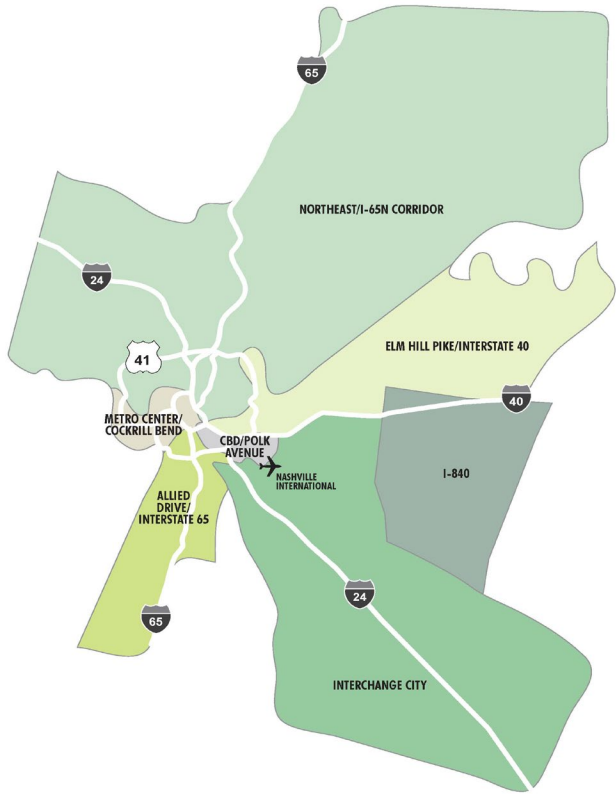 65
NORTHEAST/I-65N CORRIDOR
24
41
ELM HILL PIKE/INTERSTATE 40
40
METRO CENTER/
COCKRILL BEND
CBD/POLK
AVENUE
NASHVILLE
INTERNATIONAL
I-840
ALLIED
DRIVE/
INTERSTATE 65
24
65
INTERCHANGE CITY